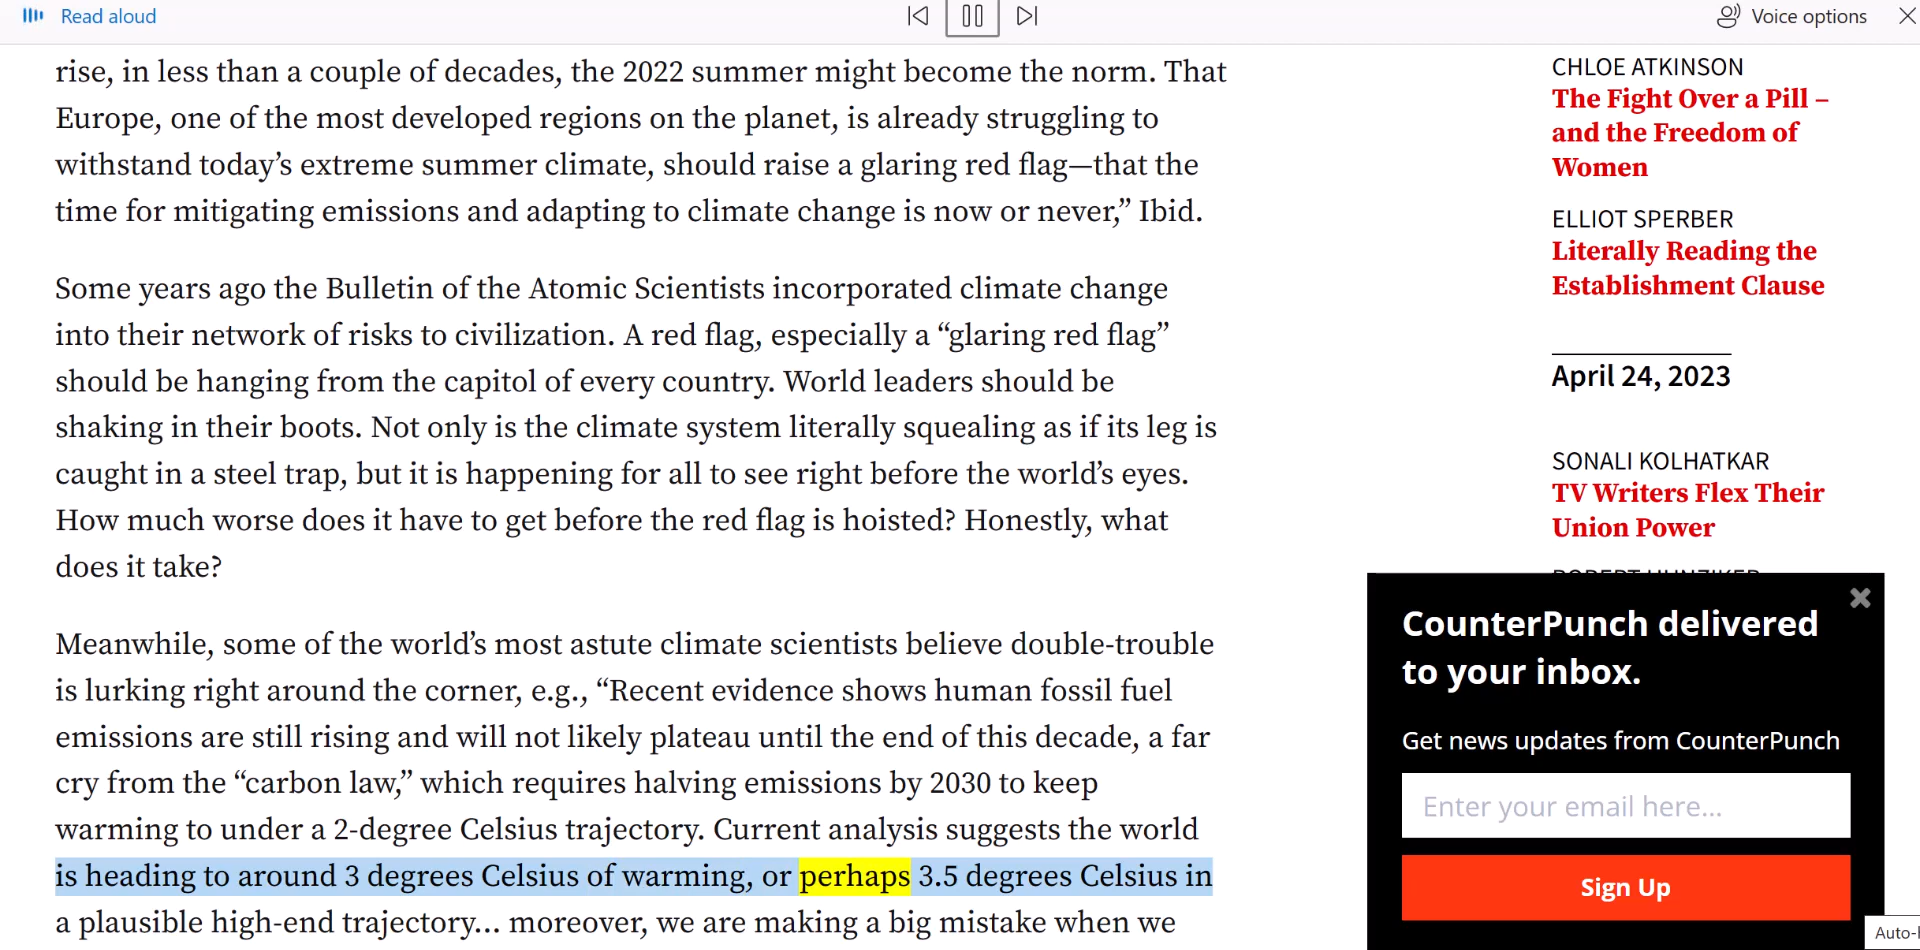 Read aloud
Voice options
rise, in less than a couple of decades, the 2022 summer might become the norm. That
Europe, one of the most developed regions on the planet, is already struggling to
withstand today’s extreme summer climate, should raise a glaring red flag—that the
time for mitigating emissions and adapting to climate change is now or never,” Ibid.
Some years ago the Bulletin of the Atomic Scientists incorporated climate change
into their network of risks to civilization. A red flag, especially a “glaring red flag”
should be hanging from the capitol of every country. World leaders should be
shaking in their boots. Not only is the climate system literally squealing as if its leg is
caught in a steel trap, but it is happening for all to see right before the world’s eyes.
How much worse does it have to get before the red flag is hoisted? Honestly, what
does it take?
Meanwhile, some of the world’s most astute climate scientists believe double-trouble
is lurking right around the corner, e.g., “Recent evidence shows human fossil fuel
emissions are still rising and will not likely plateau until the end of this decade, a far
cry from the “carbon law,” which requires halving emissions by 2030 to keep
warming to under a 2-degree Celsius trajectory. Current analysis suggests the world
is heading to around 3 degrees Celsius of warming, or perhaps 3.5 degrees Celsius in
a plausible high-end trajectory... moreover, we are making a big mistake when we
CHLOE ATKINSON
The Fight Over a Pill –
and the Freedom of
Women
ELLIOT SPERBER
Literally Reading the
Establishment Clause
April 24, 2023
SONALI KOLHATKAR
TV Writers Flex Their
Union Power
CounterPunch delivered
to your inbox.
Get news updates from CounterPunch
Enter your email here...
Sign Up